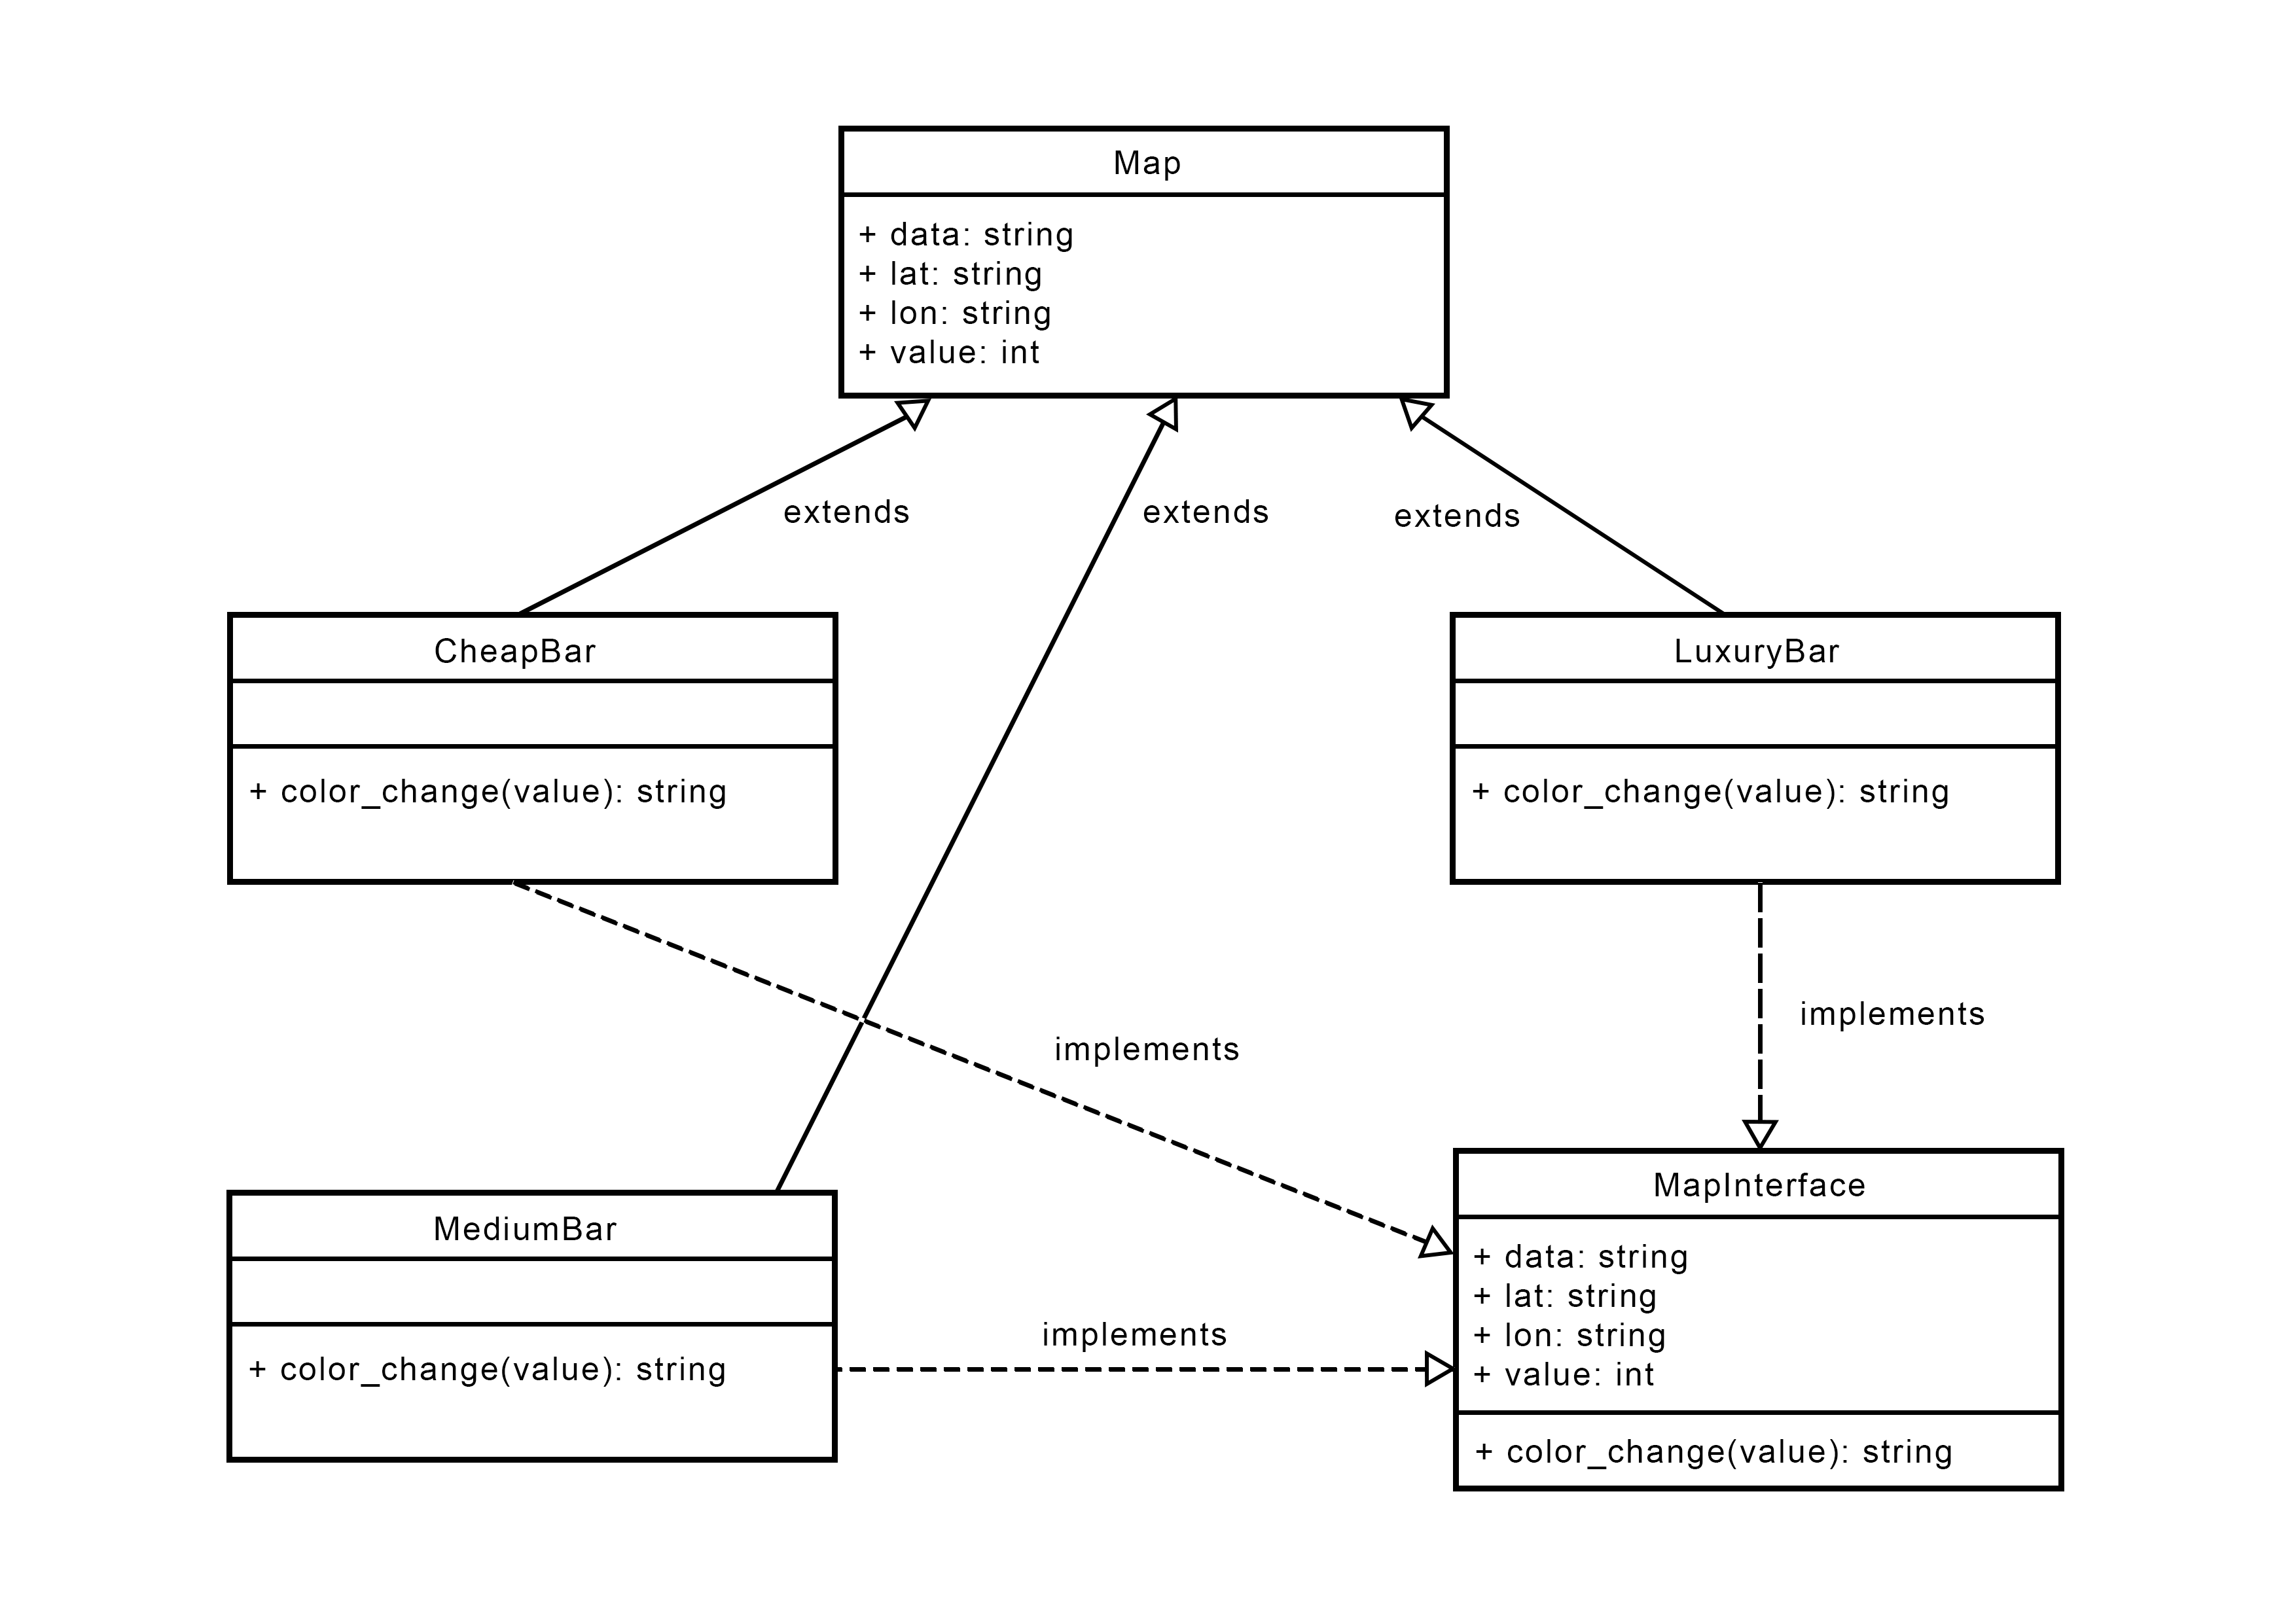 Map
+ data: string
+ lat: string
+ lon: string
+ value: int
extends
extends
extends
CheapBar
+ color_change(value): string
LuxuryBar
+ color_change(value): string
implements
implements
MediumBar
+ color_change(value): string
implements
MapInterface
+ data: string
+ lat: string
+ lon: string
+ value: int
+ color_change(value): string